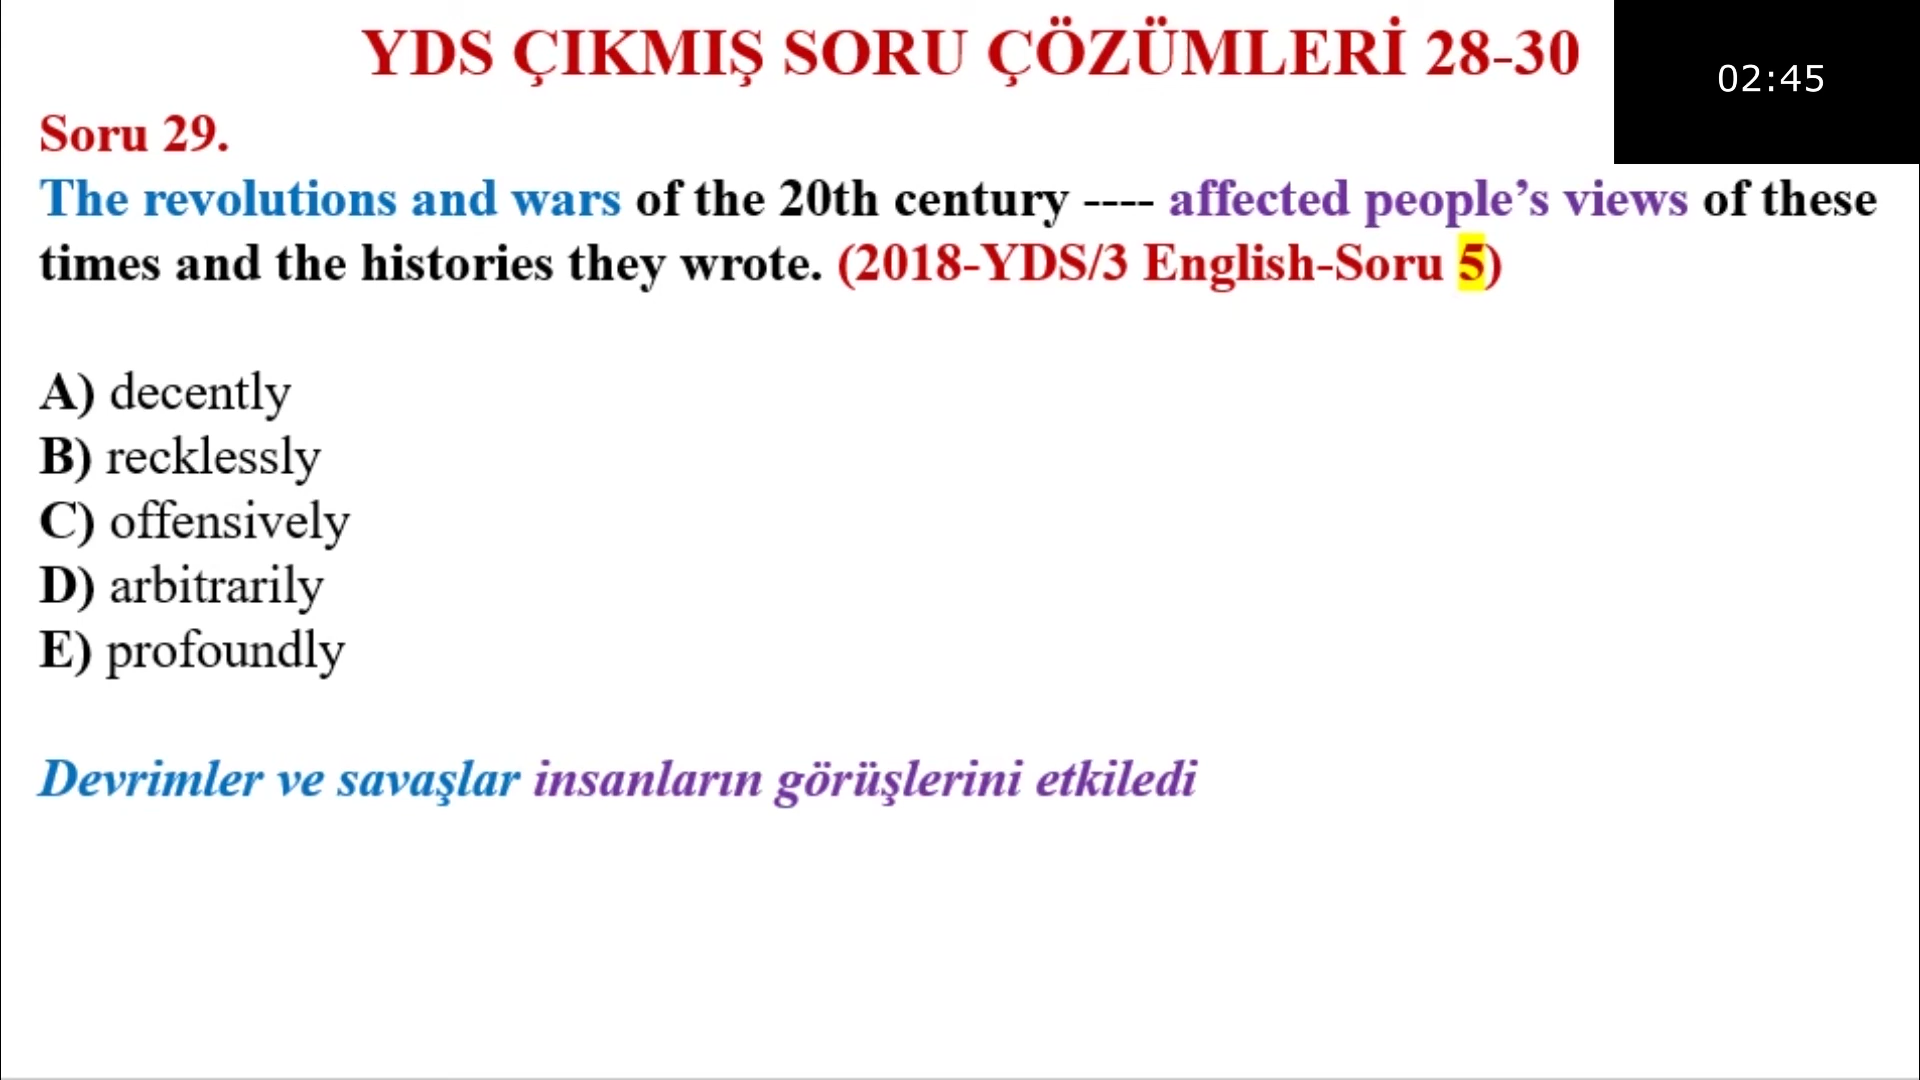 YDS ÇIKMIŞ SORU ÇÖZÜMLERİ 28-30
02:45
Soru 29.
The revolutions and wars of the 20th century ---- affected people’s views of these
times and the histories they wrote. (2018-YDS/3 English-Soru 5)
A) decently
B) recklessly
C) offensively
D) arbitrarily
E) profoundly
Devrimler ve savaşlar insanların görüşlerini etkiledi